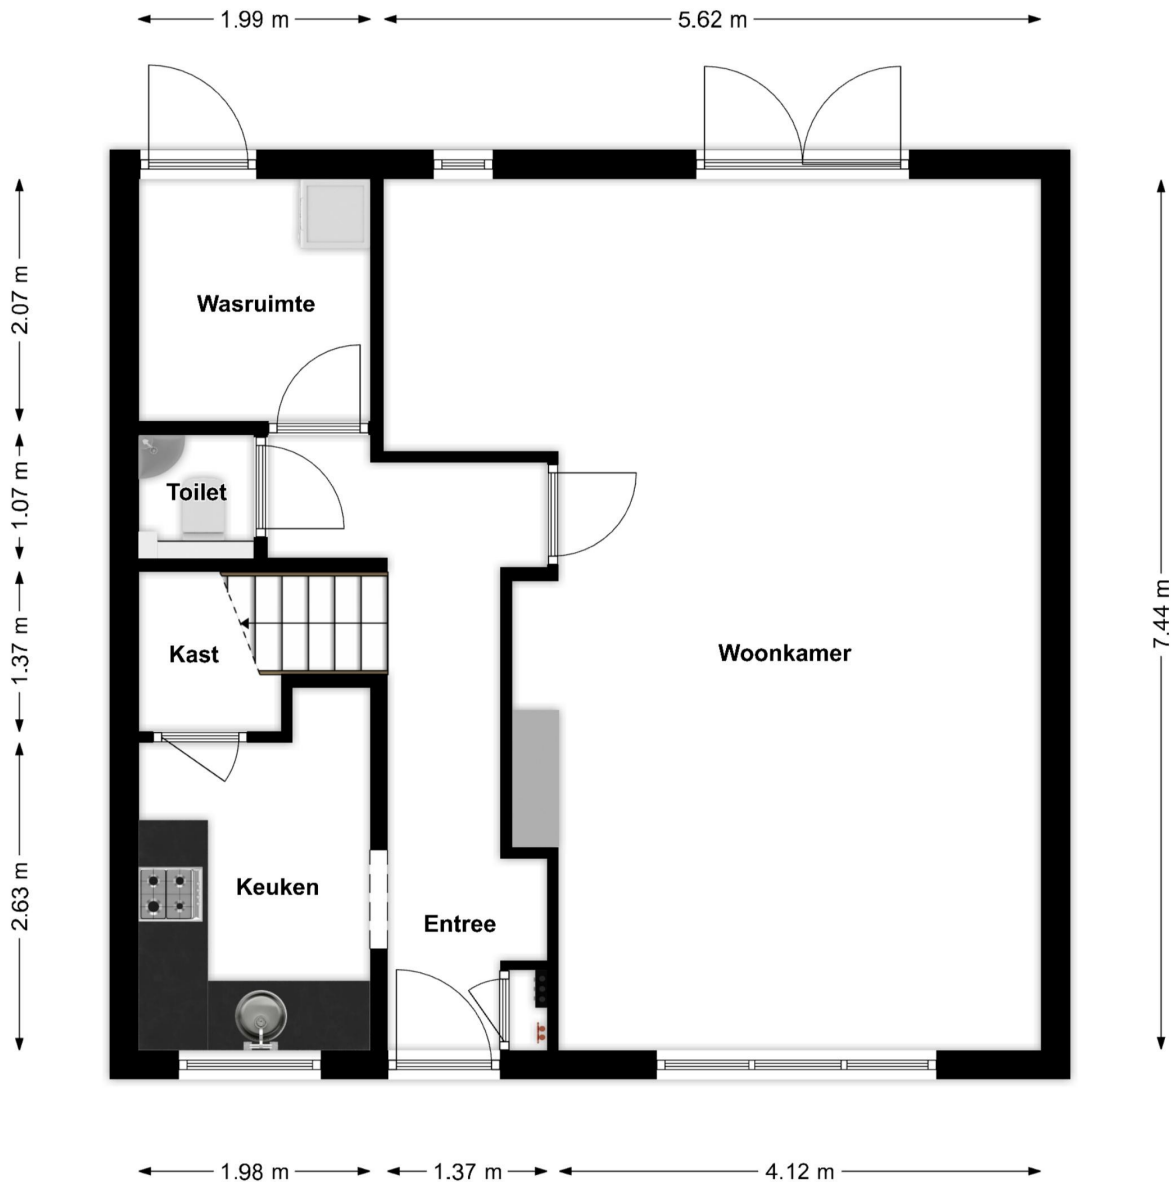 1.99 m
5.62 m
2.07 m
Wasruimte
1.07 m
Toilet
7.44 m
1.37 m
Kast
Woonkamer
2.63 m
Keuken
Entree
1.98 m
1.37 m
4.12 m